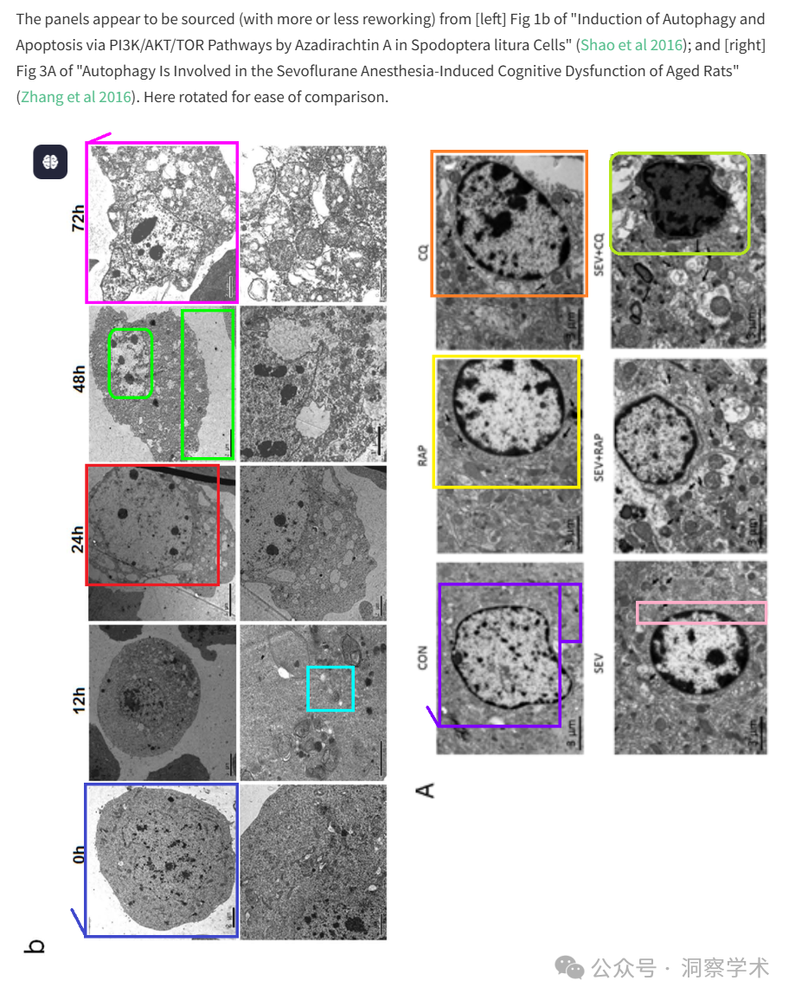 The panels appear to be sourced (with more or less reworking) from [left] Fig 1b of "Induction of Autophagy and
Apoptosis via PI3K/AKT/TOR Pathways by Azadirachtin A in Spodoptera litura Cells" (Shao et al 2016); and [right]
Fig 3A of "Autophagy Is Involved in the Sevoflurane Anesthesia-Induced Cognitive Dysfunction of Aged Rats"
(Zhang et al 2016). Here rotated for ease of comparison.
72h
48h
24h
12h
0h
b
CQ
SEV+CQ
RAP
SEV+RAP
3 μm
CON
SEV
3 μm
A
公众号 · 洞察学术